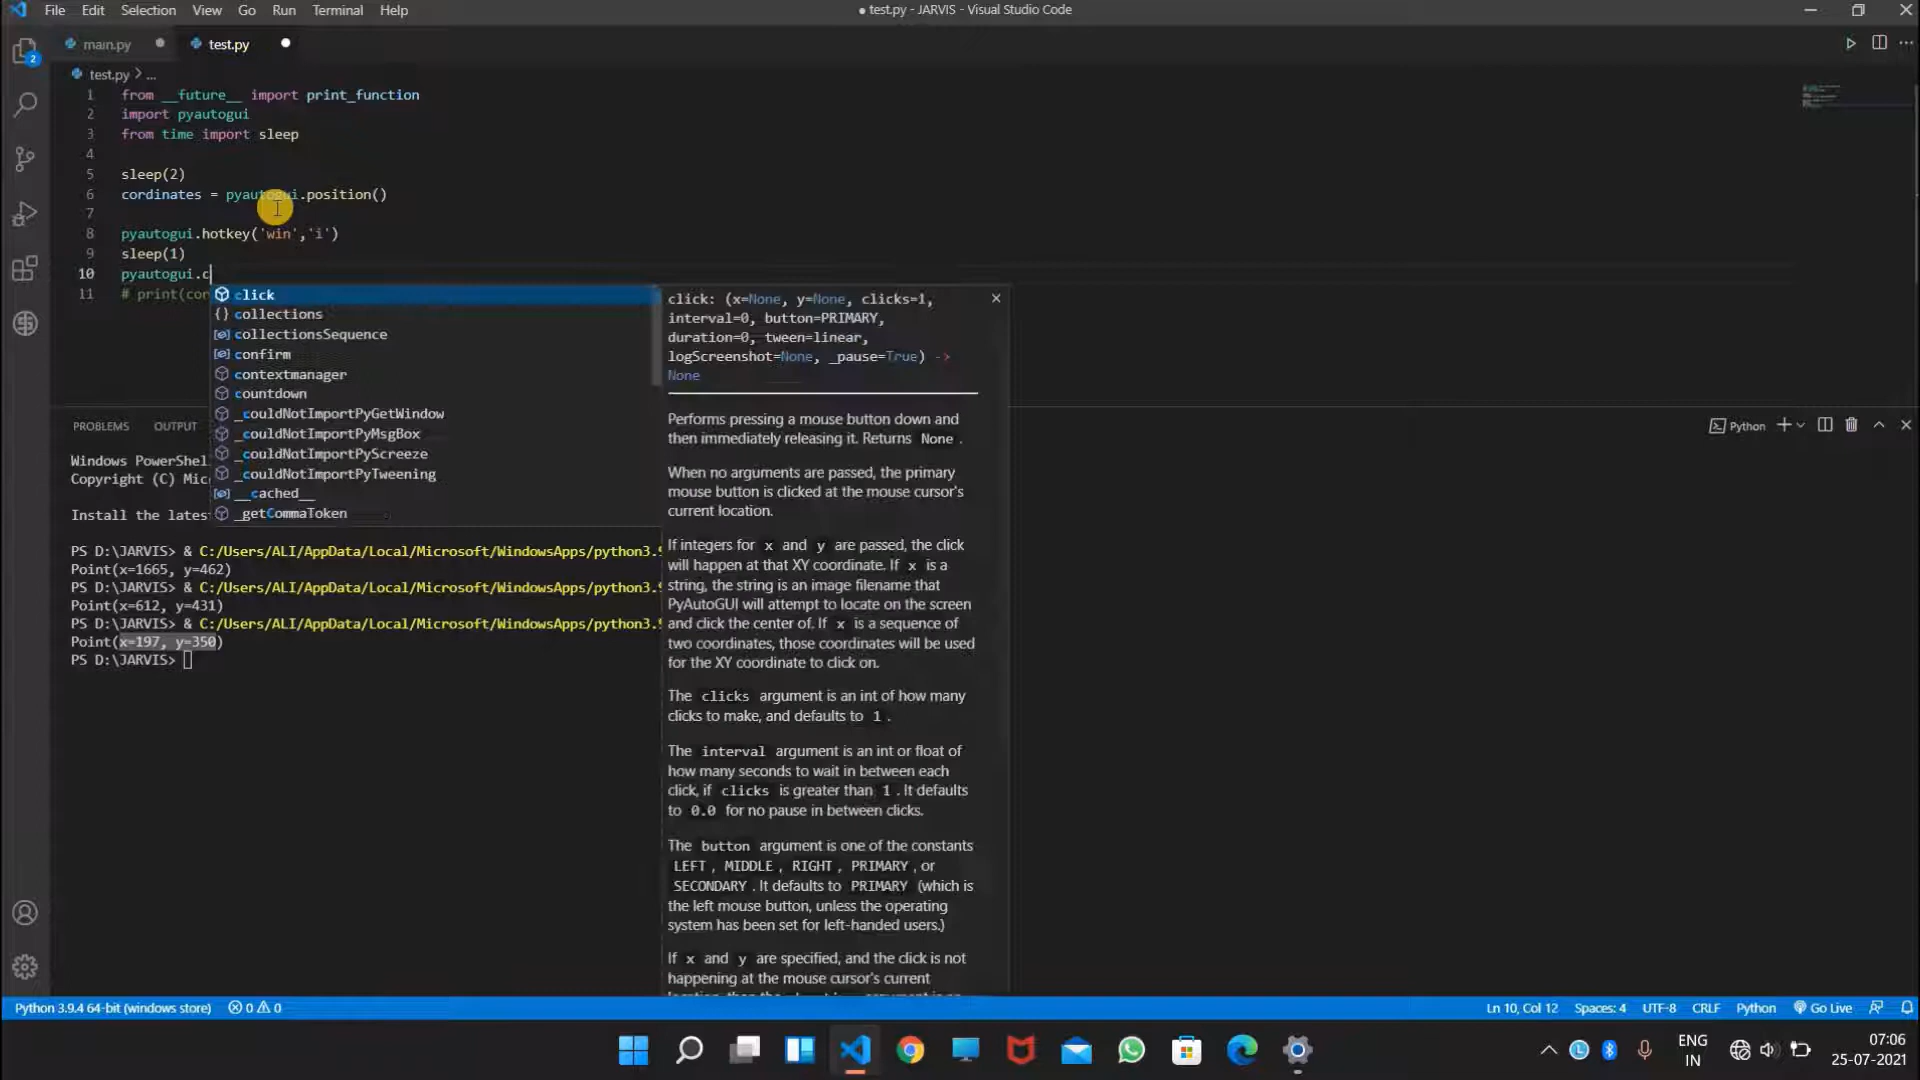 File Edit Selection View Go Run Terminal Help
● test.py - JARVIS - Visual Studio Code
main.py
test.py
test.py > ...
1 from __future__ import print_function
2 import pyautogui
3 from time import sleep
4
5 sleep(2)
6 cordinates = pyautogui.position()
7
8 pyautogui.hotkey('win','i')
9 sleep(1)
10 pyautogui.c
11 # print(cor
click
collections
collectionsSequence
confirm
contextmanager
countdown
_couldNotImportPyGetWindow
_couldNotImportPyMsgBox
_couldNotImportPyScreeze
_couldNotImportPyTweening
__cached__
_getCommaToken
click: (x=None, y=None, clicks=1,
interval=0, button=PRIMARY,
duration=0, tween=linear,
logScreenshot=None, _pause=True) ->
None
Performs pressing a mouse button down and
then immediately releasing it. Returns None .
When no arguments are passed, the primary
mouse button is clicked at the mouse cursor's
current location.
If integers for x and y are passed, the click
will happen at that XY coordinate. If x is a
string, the string is an image filename that
PyAutoGUI will attempt to locate on the screen
and click the center of. If x is a sequence of
two coordinates, those coordinates will be used
for the XY coordinate to click on.
The clicks argument is an int of how many
clicks to make, and defaults to 1 .
The interval argument is an int or float of
how many seconds to wait in between each
click, if clicks is greater than 1 . It defaults
to 0.0 for no pause in between clicks.
The button argument is one of the constants
LEFT , MIDDLE , RIGHT , PRIMARY , or
SECONDARY . It defaults to PRIMARY (which is
the left mouse button, unless the operating
system has been set for left-handed users.)
If x and y are specified, and the click is not
happening at the mouse cursor's current
PROBLEMS OUTPUT
Python
Windows PowerShel
Copyright (C) Mic
Install the lates
PS D:\JARVIS> & C:/Users/ALI/AppData/Local/Microsoft/WindowsApps/python3.9
Point(x=1665, y=462)
PS D:\JARVIS> & C:/Users/ALI/AppData/Local/Microsoft/WindowsApps/python3.9
Point(x=612, y=431)
PS D:\JARVIS> & C:/Users/ALI/AppData/Local/Microsoft/WindowsApps/python3.9
Point(x=197, y=350)
PS D:\JARVIS>
2
Python 3.9.4 64-bit (windows store) 0 0
Ln 10, Col 12 Spaces: 4 UTF-8 CRLF Python Go Live
ENG
IN
07:06
25-07-2021